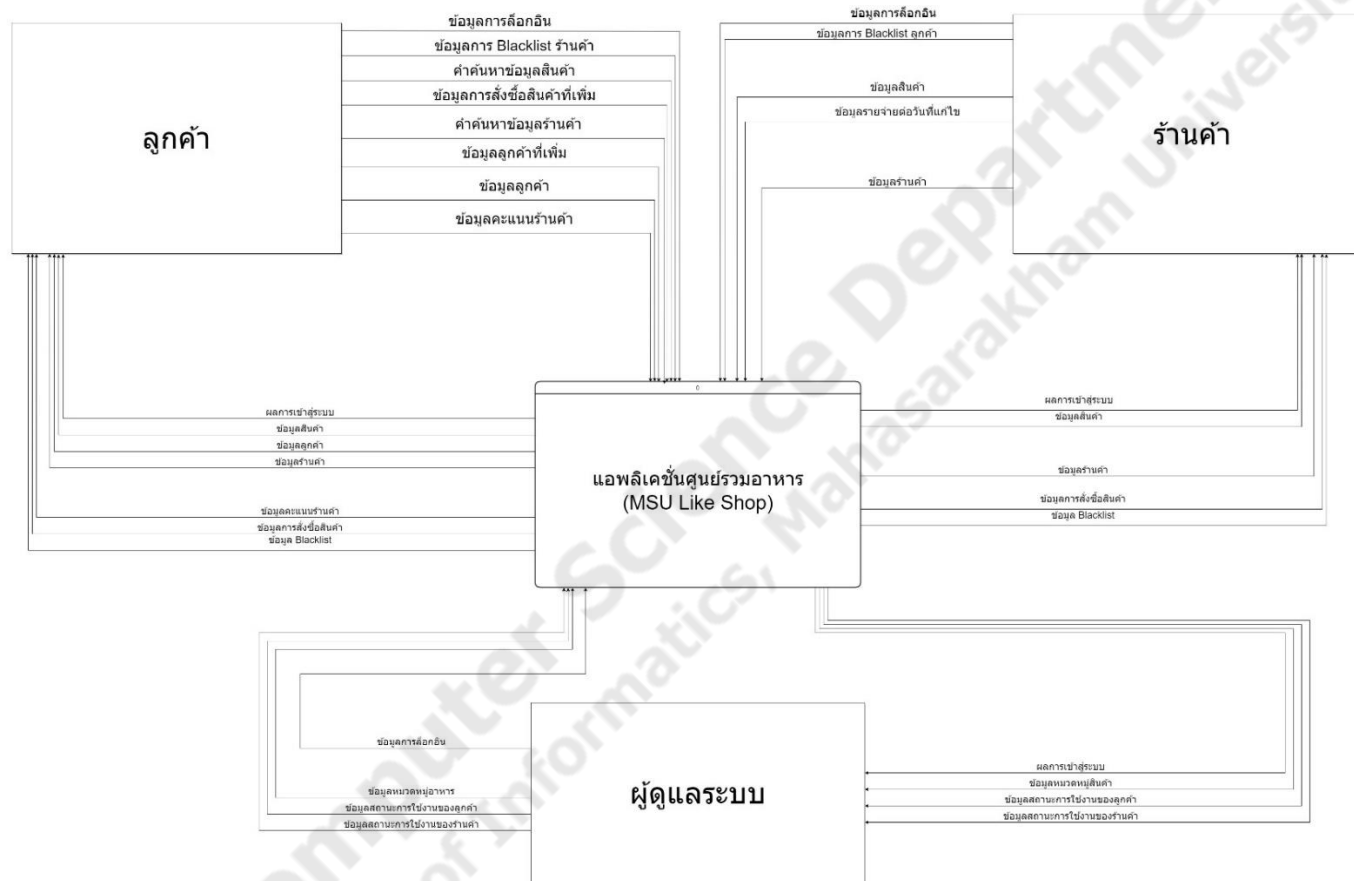 ข้อมูลการล็อกอิน
ข้อมูลการ Blacklist ร้านค้า
คำค้นหาข้อมูลสินค้า
ข้อมูลการสั่งซื้อสินค้าที่เพิ่ม
คำค้นหาข้อมูลร้านค้า
ข้อมูลลูกค้าที่เพิ่ม
ข้อมูลลูกค้า
ข้อมูลคะแนนร้านค้า
ลูกค้า
ข้อมูลการล็อกอิน
ข้อมูลการ Blacklist ลูกค้า
ข้อมูลสินค้า
ข้อมูลรายจ่ายต่อวันที่แก้ไข
ข้อมูลร้านค้า
ร้านค้า
0
แอพลิเคชั่นศูนย์รวมอาหาร
(MSU Like Shop)
ผลการเข้าสู่ระบบ
ข้อมูลสินค้า
ข้อมูลลูกค้า
ข้อมูลร้านค้า
ข้อมูลคะแนนร้านค้า
ข้อมูลการสั่งซื้อสินค้า
ข้อมูล Blacklist
ผลการเข้าสู่ระบบ
ข้อมูลสินค้า
ข้อมูลร้านค้า
ข้อมูลการสั่งซื้อสินค้า
ข้อมูล Blacklist
ข้อมูลการล็อกอิน
ข้อมูลหมวดหมู่อาหาร
ข้อมูลสถานะการใช้งานของลูกค้า
ข้อมูลสถานะการใช้งานของร้านค้า
ผู้ดูแลระบบ
ผลการเข้าสู่ระบบ
ข้อมูลหมวดหมู่สินค้า
ข้อมูลสถานะการใช้งานของลูกค้า
ข้อมูลสถานะการใช้งานของร้านค้า
Science
of Informatics, Mahasarakham